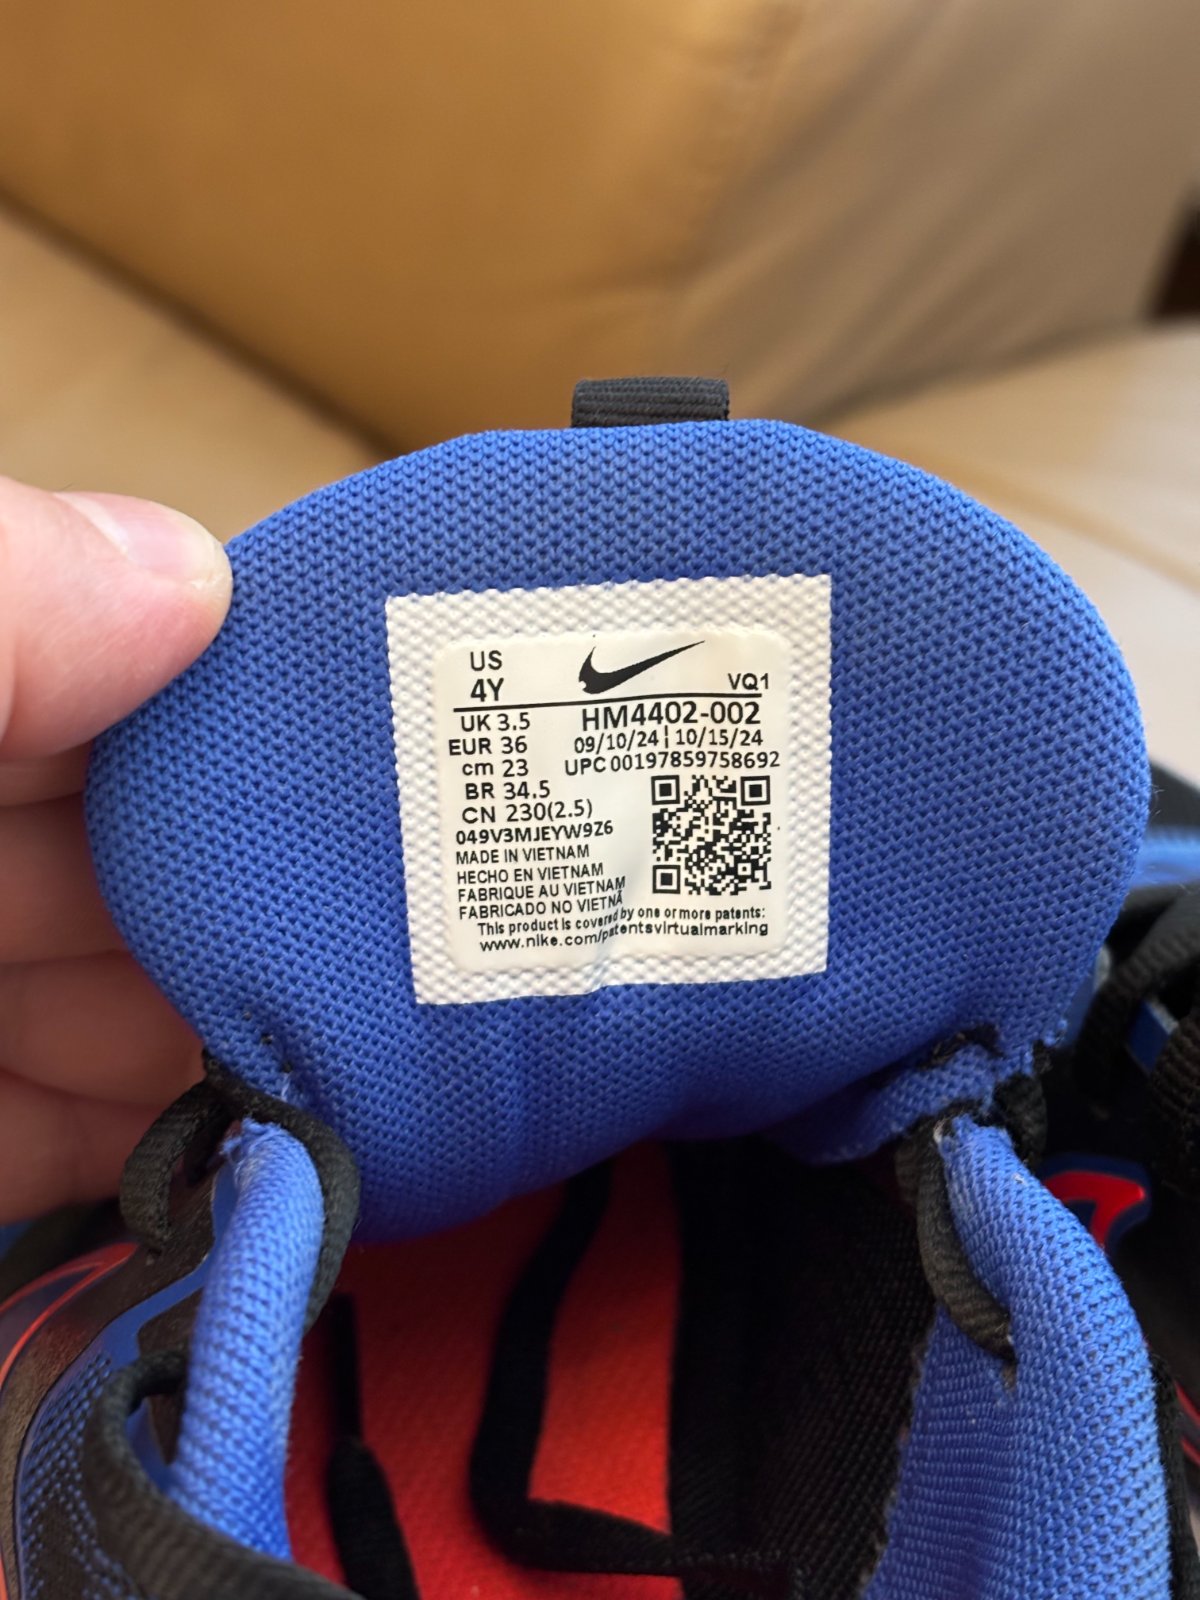 US
4Y
VQ1
UK 3.5
EUR 36
cm 23
BR 34.5
CN 230(2.5)
HM4402-002
09/10/24 | 10/15/24
UPC 00197859758692
049V3MJEYW9Z6
MADE IN VIETNAM
HECHO EN VIETNAM
FABRIQUE AU VIETNAM
FABRICADO NO VIETNÃ
This product is covered by one or more patents:
www.nike.com/patentsvirtualmarking